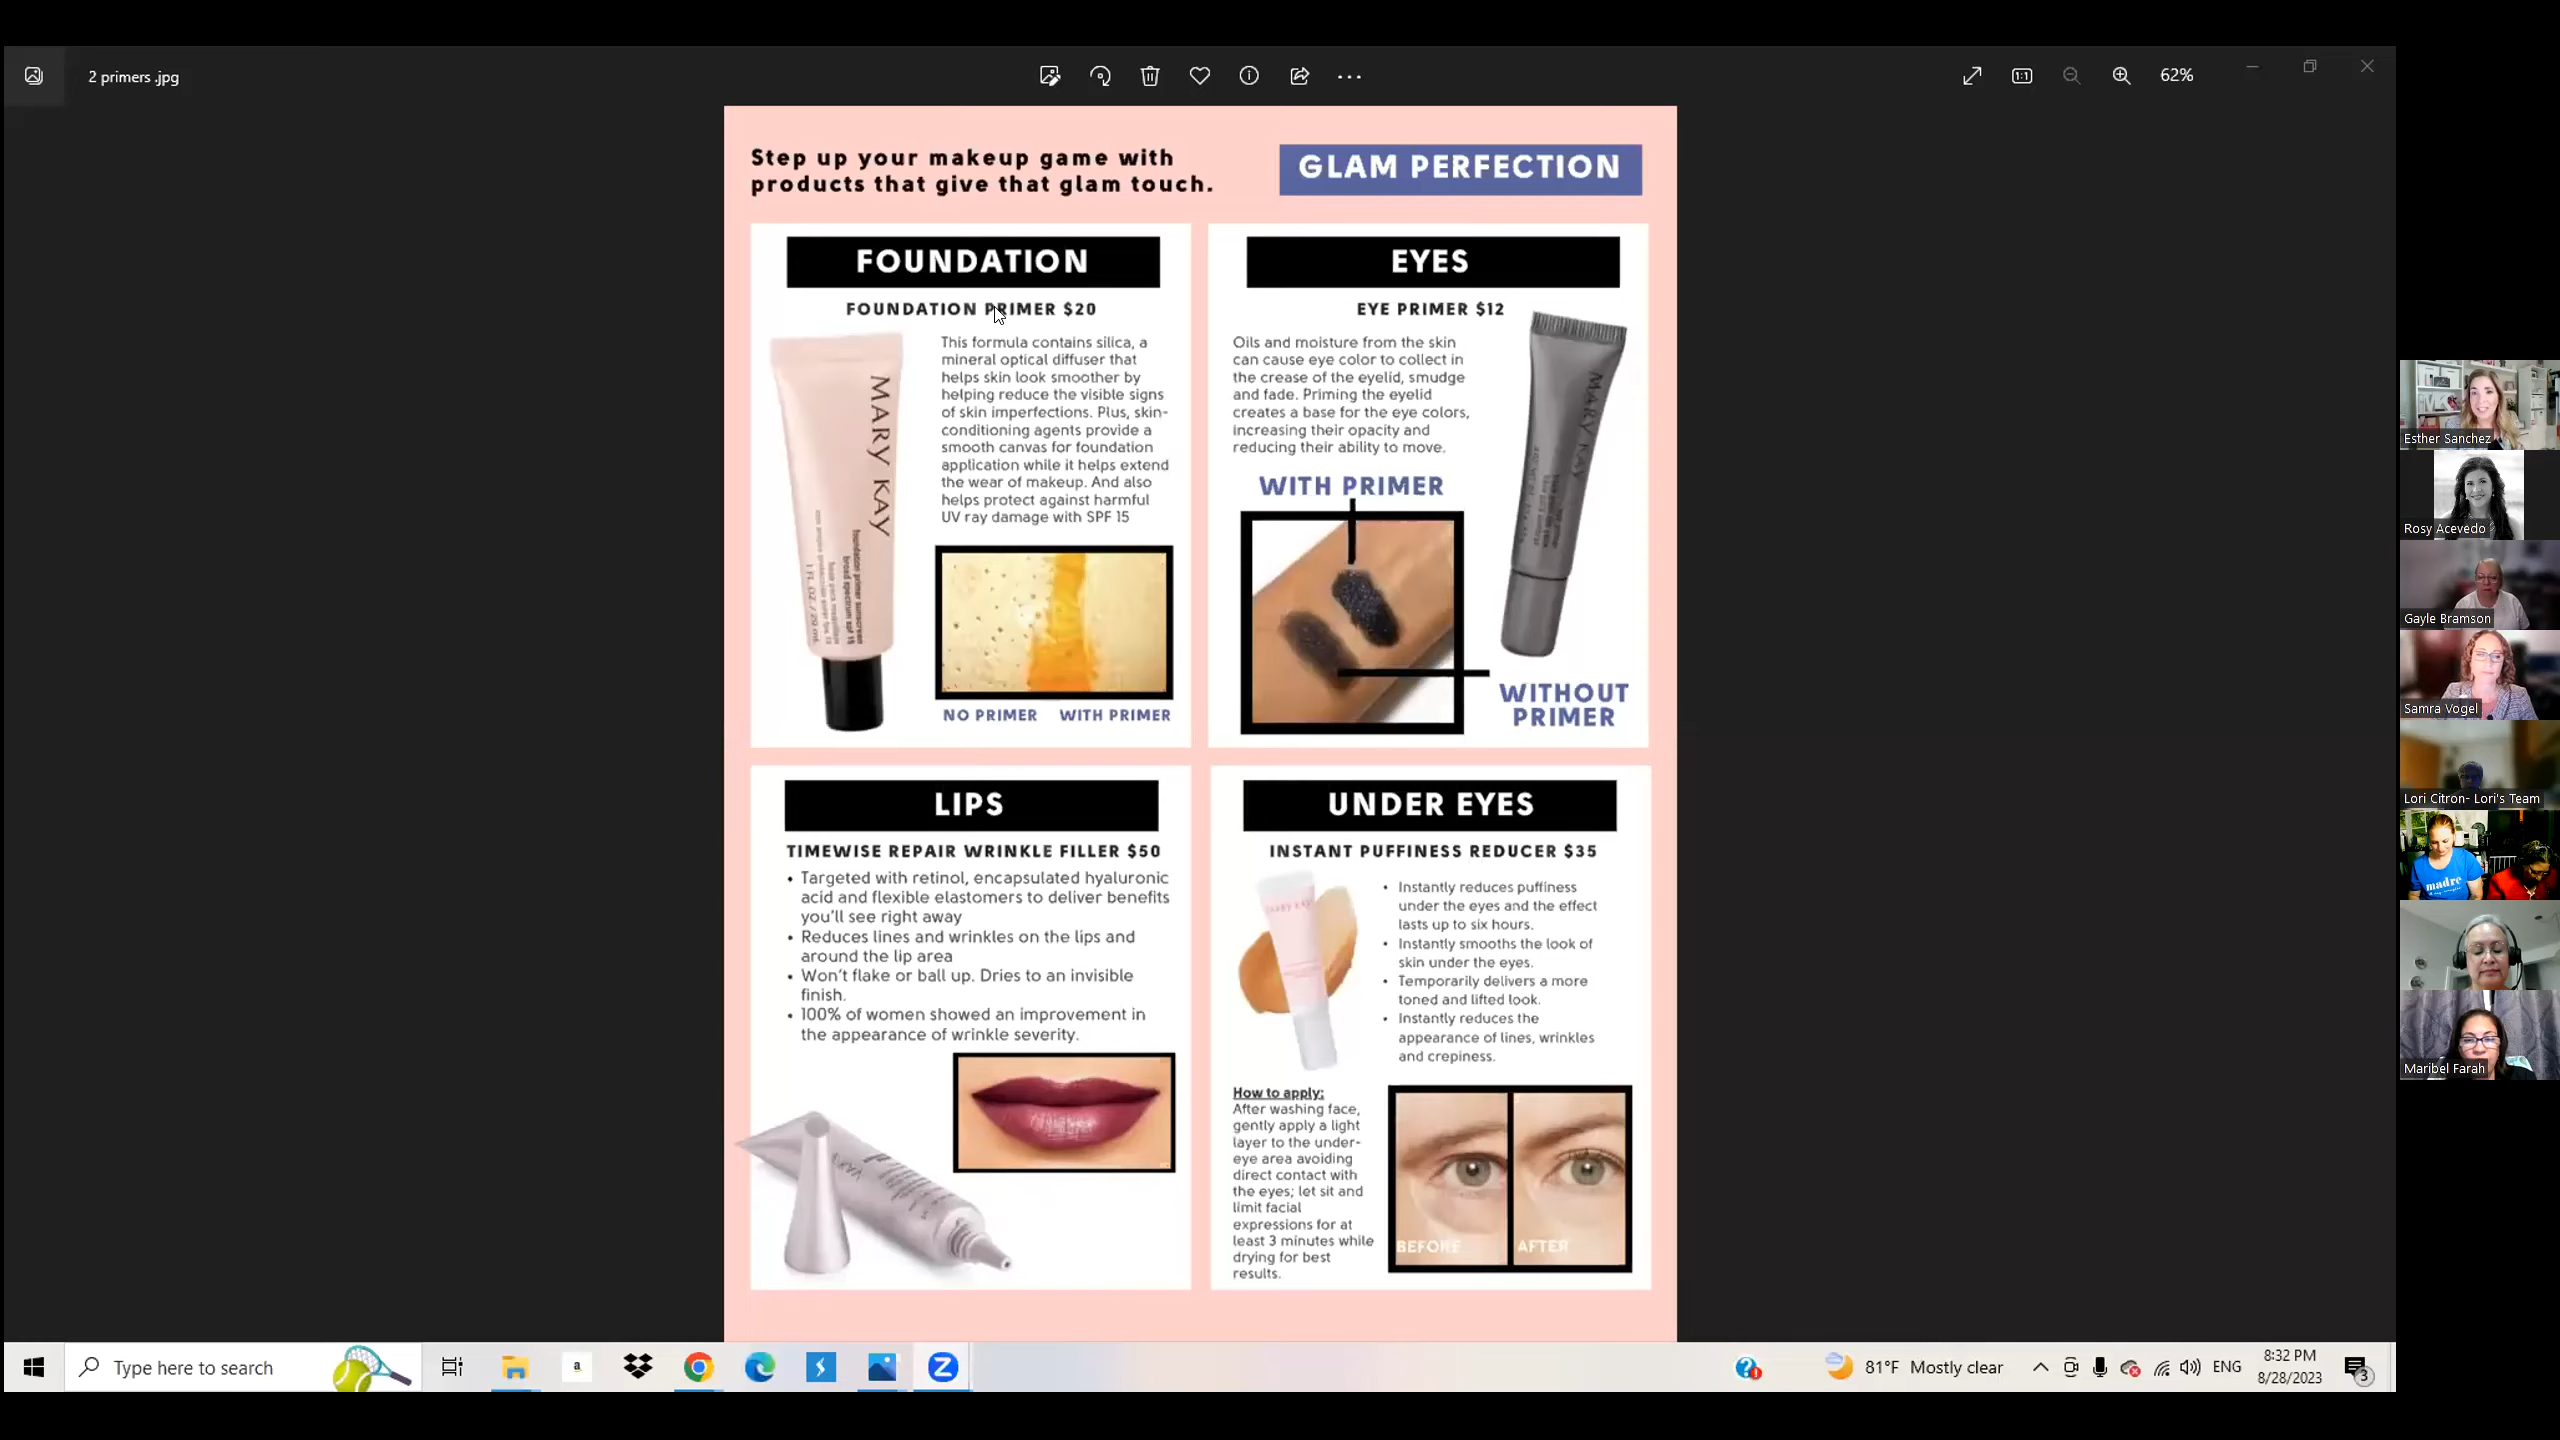 2 primers .jpg
62%
Step up your makeup game with
products that give that glam touch.
GLAM PERFECTION
FOUNDATION
FOUNDATION PRIMER $20
This formula contains silica, a
mineral optical diffuser that
helps skin look smoother by
helping reduce the visible signs
of skin imperfections. Plus, skin-
conditioning agents provide a
smooth canvas for foundation
application while it helps extend
the wear of makeup. And also
helps protect against harmful
UV ray damage with SPF 15
MARY KAY
foundation primer sunscreen
broad spectrum spf 15
1 FL. OZ. / 29 mL
NO PRIMER WITH PRIMER
EYES
EYE PRIMER $12
Oils and moisture from the skin
can cause eye color to collect in
the crease of the eyelid, smudge
and fade. Priming the eyelid
creates a base for the eye colors,
increasing their opacity and
reducing their ability to move.
MARY KAY
WITH PRIMER
WITHOUT
PRIMER
LIPS
TIMEWISE REPAIR WRINKLE FILLER $50
• Targeted with retinol, encapsulated hyaluronic
acid and flexible elastomers to deliver benefits
you'll see right away
• Reduces lines and wrinkles on the lips and
around the lip area
• Won't flake or ball up. Dries to an invisible
finish.
• 100% of women showed an improvement in
the appearance of wrinkle severity.
UNDER EYES
INSTANT PUFFINESS REDUCER $35
• Instantly reduces puffiness
under the eyes and the effect
lasts up to six hours.
• Instantly smooths the look of
skin under the eyes.
• Temporarily delivers a more
toned and lifted look.
• Instantly reduces the
appearance of lines, wrinkles
and crepiness.
How to apply:
After washing face,
gently apply a light
layer to the under-
eye area avoiding
direct contact with
the eyes; let sit and
limit facial
expressions for at
least 3 minutes while
drying for best
results.
BEFORE
AFTER
Esther Sanchez
Rosy Acevedo
Gayle Bramson
Samra Vogel
Lori Citron- Lori's Team
madre
Maribel Farah
Type here to search
81°F Mostly clear
ENG
8:32 PM
8/28/2023
3